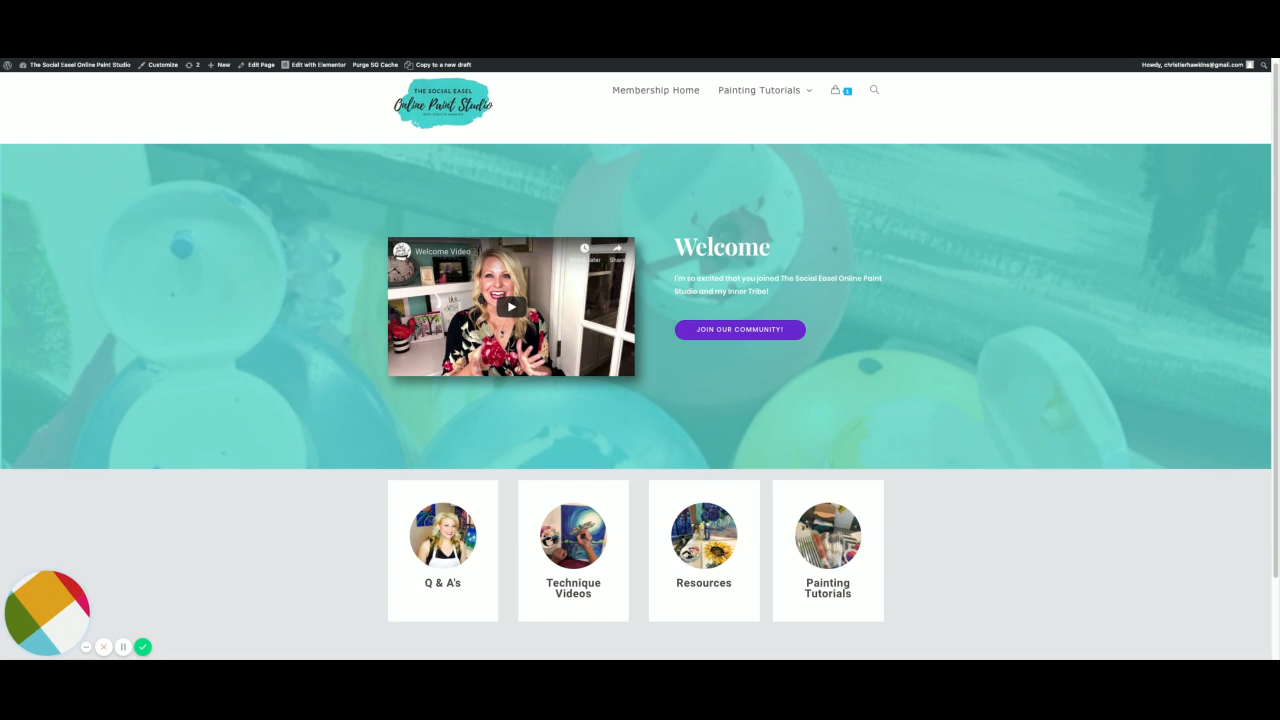 The Social Easel Online Paint Studio Customize 2 New Edit Page Edit with Elementor Purge SG Cache Copy to a new draft Howdy, christierhawkins@gmail.com
THE SOCIAL EASEL
Online Paint Studio
Membership Home Painting Tutorials 1
Welcome Video
Share
Welcome
I'm so excited that you joined The Social Easel Online Paint
Studio and my Inner Tribe!
JOIN OUR COMMUNITY!
Q & A's
Technique
Videos
Resources
Painting
Tutorials